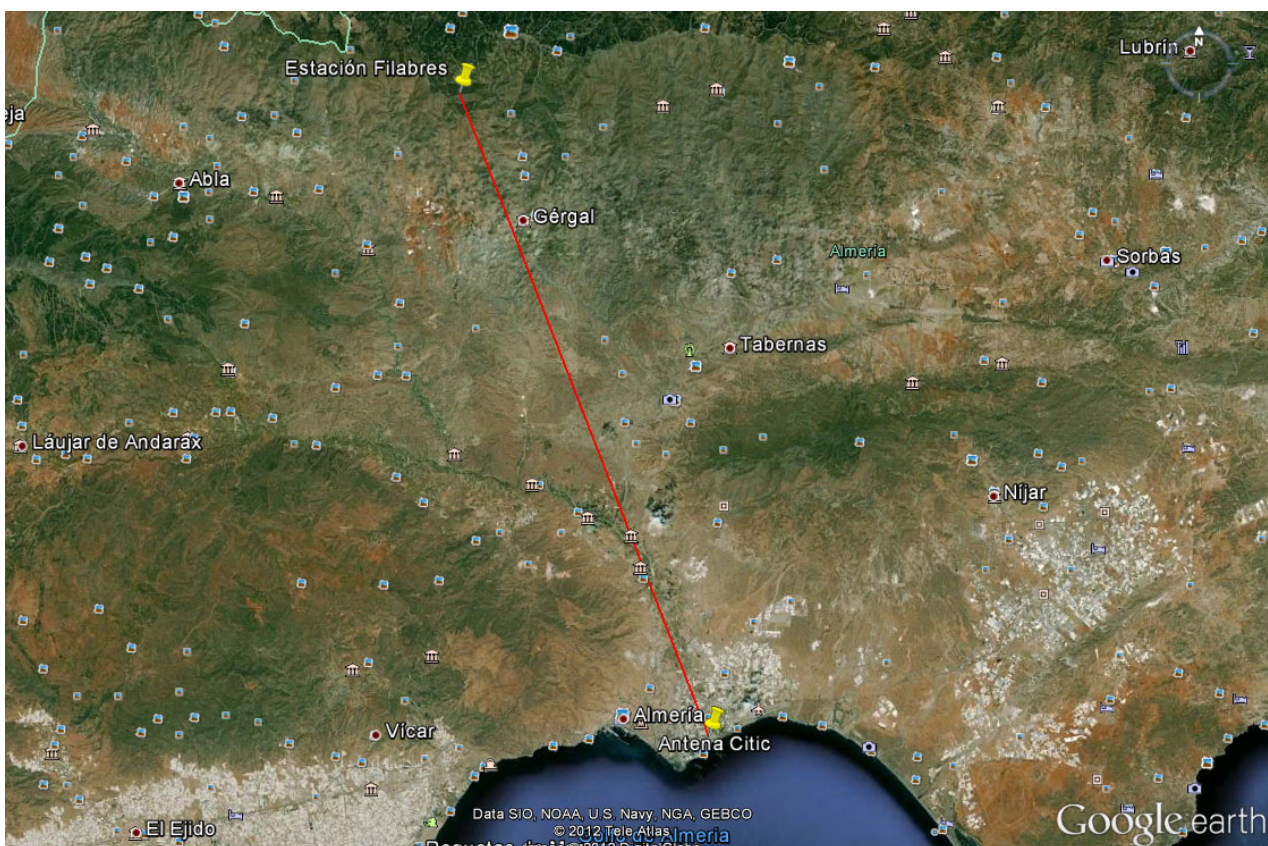 Lubrín
N
Estación Filabres
eja
Abla
Gérgal
Almería
Sorbas
Tabernas
Láujar de Andarax
Níjar
Almería
Vícar
Antena Citic
Data SIO, NOAA, U.S. Navy, NGA, GEBCO
© 2012 Tele Atlas
Google earth
El Ejido